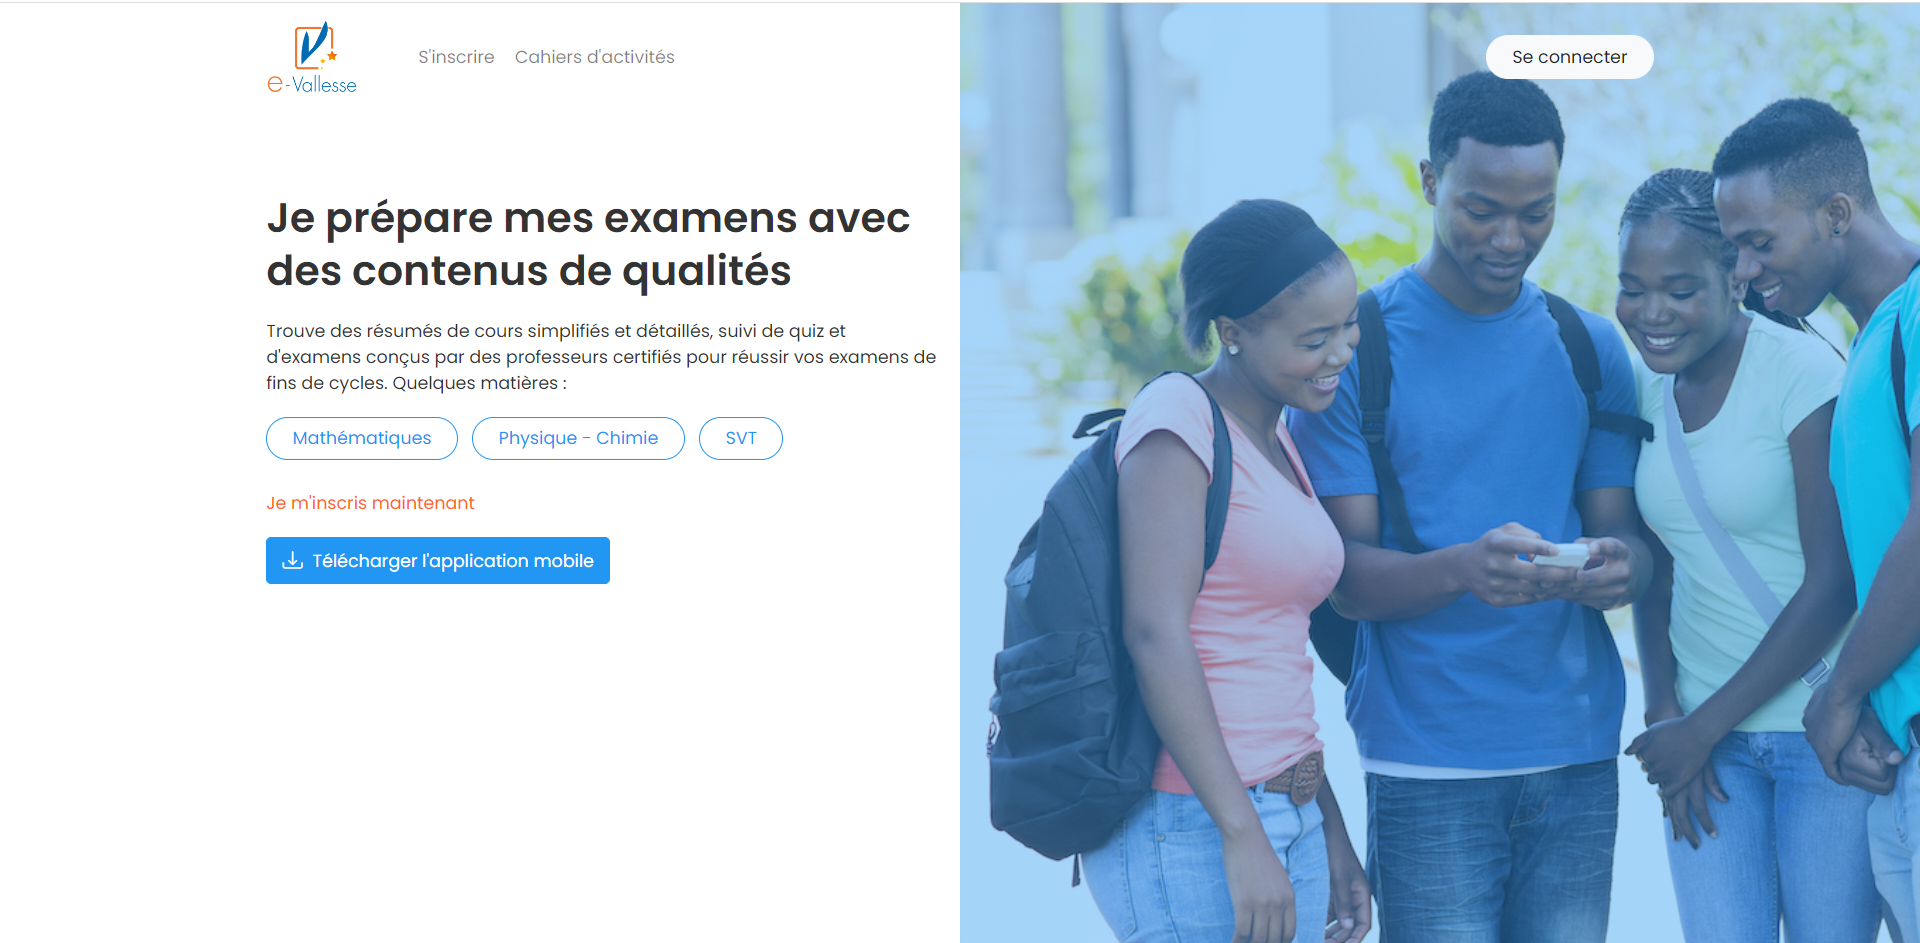 e-Vallesse
S'inscrire
Cahiers d'activités
Se connecter
Je prépare mes examens avec
des contenus de qualités
Trouve des résumés de cours simplifiés et détaillés, suivi de quiz et
d'examens conçus par des professeurs certifiés pour réussir vos examens de
fins de cycles. Quelques matières :
Mathématiques
Physique - Chimie
SVT
Je m'inscris maintenant
Télécharger l'application mobile